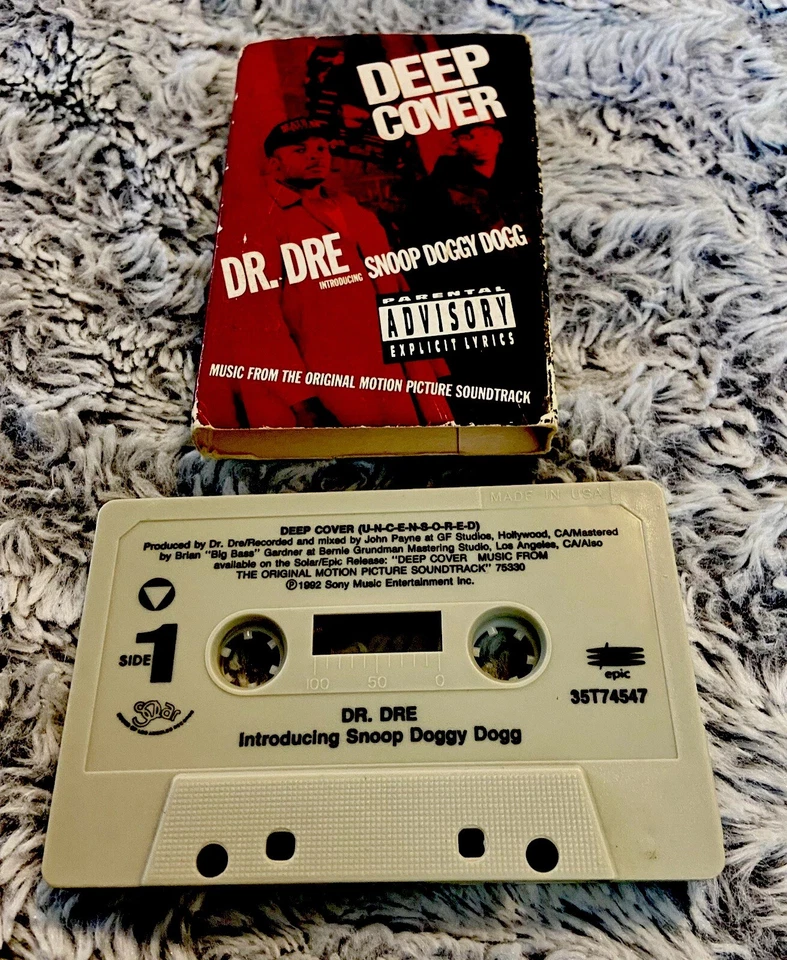 DEEP
COVER
DR. DRE
INTRODUCING SNOOP DOGGY DOGG
PARENTAL
ADVISORY
EXPLICIT LYRICS
MUSIC FROM THE ORIGINAL MOTION PICTURE SOUNDTRACK
MADE IN USA
DEEP COVER (U-N-C-E-N-S-O-R-E-D)
Produced by Dr. Dre/Recorded and mixed by John Payne at GF Studios, Hollywood, CA/Mastered
by Brian "Big Bass" Gardner at Bernie Grundman Mastering Studio, Los Angeles, CA/Also
available on the Solar/Epic Release: "DEEP COVER MUSIC FROM
THE ORIGINAL MOTION PICTURE SOUNDTRACK" 75330
Ⓟ1992 Sony Music Entertainment Inc.
SIDE 1
100 50 0
epic
35T74547
Solar
DR. DRE
Introducing Snoop Doggy Dogg